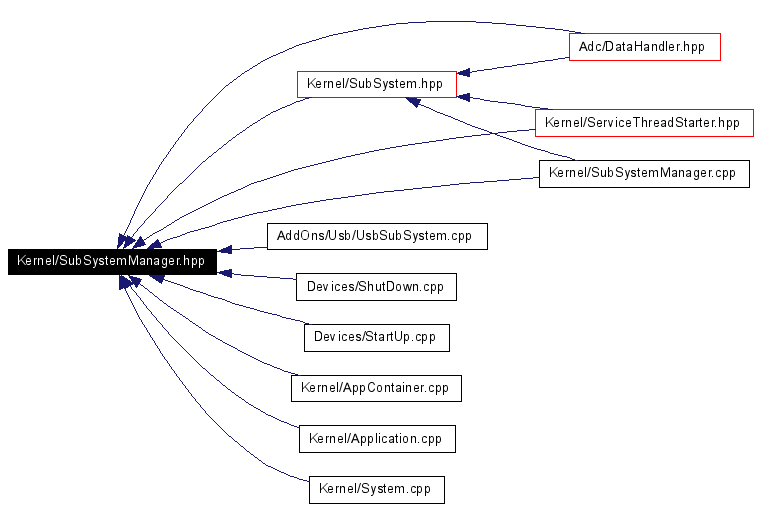 Adc/DataHandler.hpp
Kernel/SubSystem.hpp
Kernel/ServiceThreadStarter.hpp
Kernel/SubSystemManager.cpp
AddOns/Usb/UsbSubSystem.cpp
Kernel/SubSystemManager.hpp
Devices/ShutDown.cpp
Devices/StartUp.cpp
Kernel/AppContainer.cpp
Kernel/Application.cpp
Kernel/System.cpp